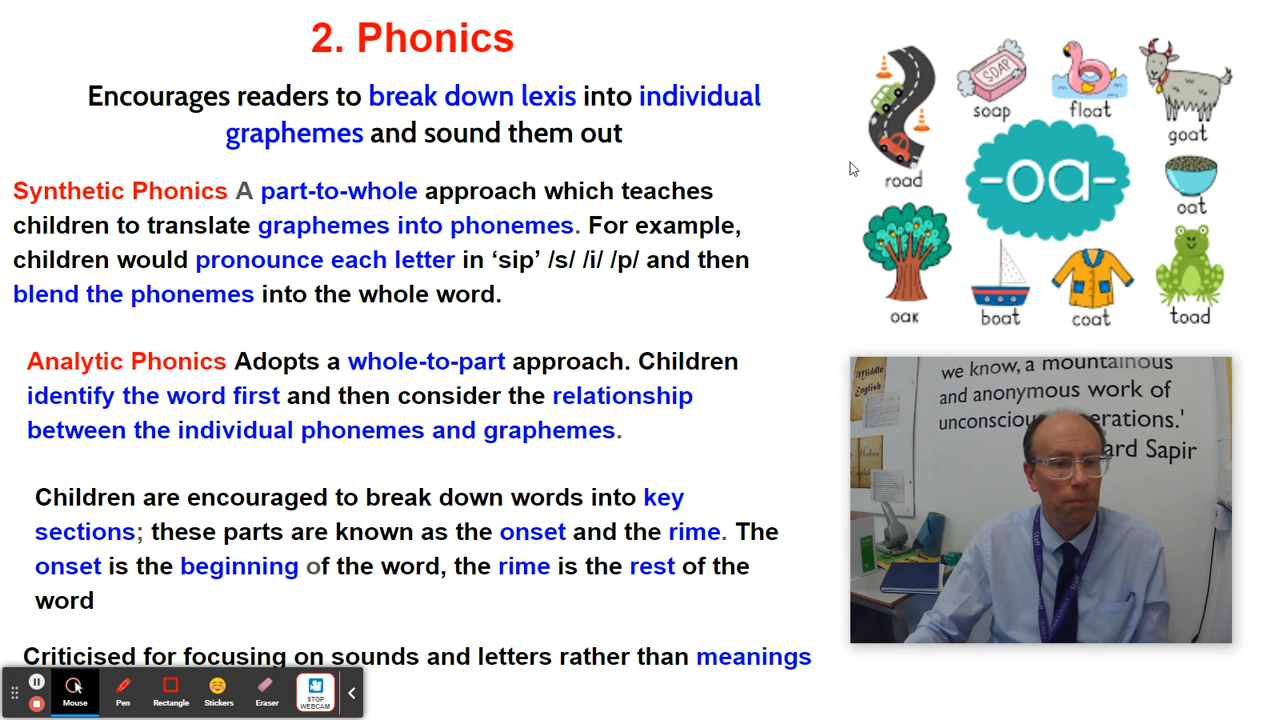 2. Phonics
Encourages readers to break down lexis into individual
graphemes and sound them out
Synthetic Phonics A part-to-whole approach which teaches
children to translate graphemes into phonemes. For example,
children would pronounce each letter in ‘sip’ /s/ /i/ /p/ and then
blend the phonemes into the whole word.
Analytic Phonics Adopts a whole-to-part approach. Children
identify the word first and then consider the relationship
between the individual phonemes and graphemes.
Children are encouraged to break down words into key
sections; these parts are known as the onset and the rime. The
onset is the beginning of the word, the rime is the rest of the
word
Criticised for focusing on sounds and letters rather than meanings
SOAP
soap
float
goat
road
-oa-
oat
oak
boat
coat
toad
Middle
English
we know, a mountainous
and anonymous work of
unconscious erations.'
ard Sapir
Staff
Mouse
Pen
Rectangle
Stickers
Eraser
STOP
WEBCAM